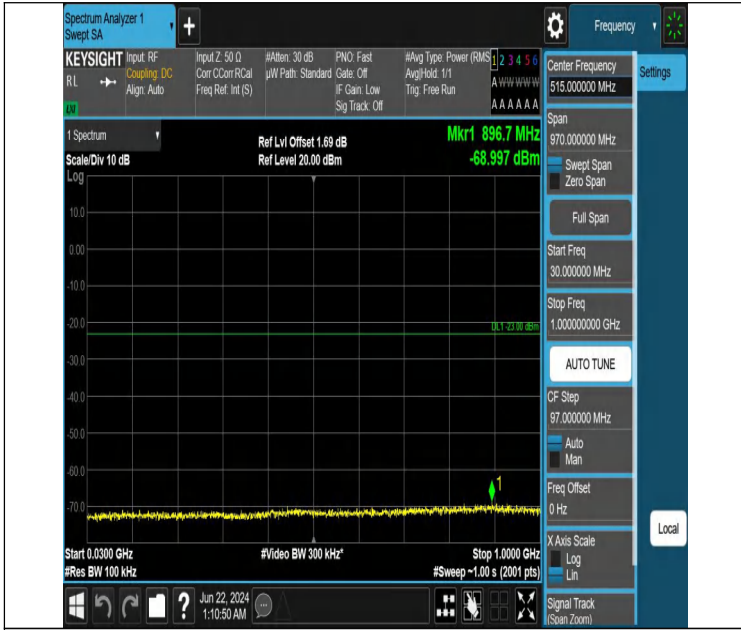 Spectrum Analyzer 1
Swept SA
Frequency
KEYSIGHT
RL
Input: RF
Coupling: DC
Align: Auto
Input Z: 50 Ω
Corr CCorr RCal
Freq Ref: Int (S)
#Atten: 30 dB
µW Path: Standard
PNO: Fast
Gate: Off
IF Gain: Low
Sig Track: Off
#Avg Type: Power (RMS
Avg|Hold: 1/1
Trig: Free Run
1 2 3 4 5 6
A W W W W W
A A A A A A
1 Spectrum
Scale/Div 10 dB
Ref Lvl Offset 1.69 dB
Ref Level 20.00 dBm
Mkr1 896.7 MHz
-68.997 dBm
Log
10.0
0.00
-10.0
-20.0
DL1 -23.00 dBm
-30.0
-40.0
-50.0
-60.0
1
-70.0
Start 0.0300 GHz
#Res BW 100 kHz
#Video BW 300 kHz*
Stop 1.0000 GHz
#Sweep ~1.00 s (2001 pts)
Jun 22, 2024
1:10:50 AM
Center Frequency
515.000000 MHz
Settings
Span
970.000000 MHz
Swept Span
Zero Span
Full Span
Start Freq
30.000000 MHz
Stop Freq
1.000000000 GHz
AUTO TUNE
CF Step
97.000000 MHz
Auto
Man
Freq Offset
0 Hz
Local
X Axis Scale
Log
Lin
Signal Track
(Span Zoom)